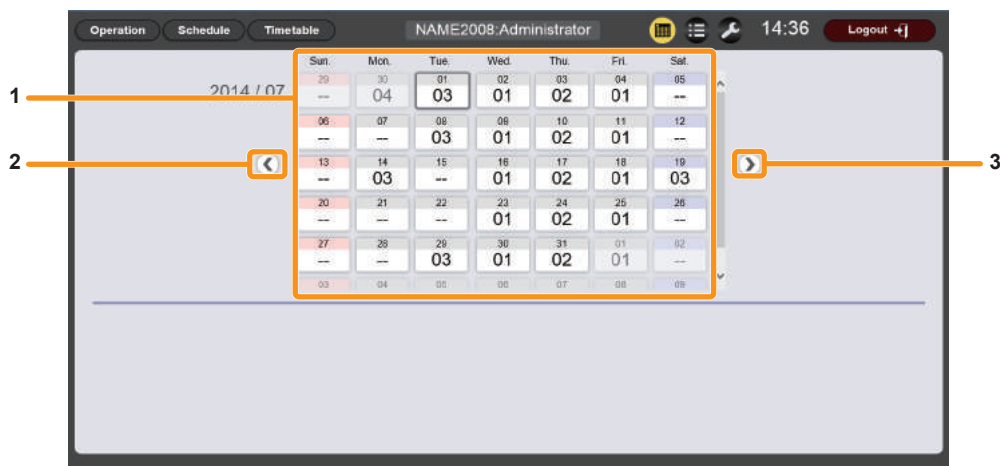 Operation Schedule Timetable NAME2008:Administrator 14:36 Logout
Sun. Mon. Tue. Wed. Thu. Fri. Sat.
1 2014 / 07 29 30 01 02 03 04 05
-- 04 03 01 02 01 --
06 07 08 09 10 11 12
-- -- 03 01 02 01 --
2 13 14 15 16 17 18 19 3
-- 03 -- 01 02 01 03
20 21 22 23 24 25 26
-- -- -- 01 02 01 --
27 28 29 30 31 01 02
-- -- 03 01 02 01 --
03 04 05 06 07 08 09